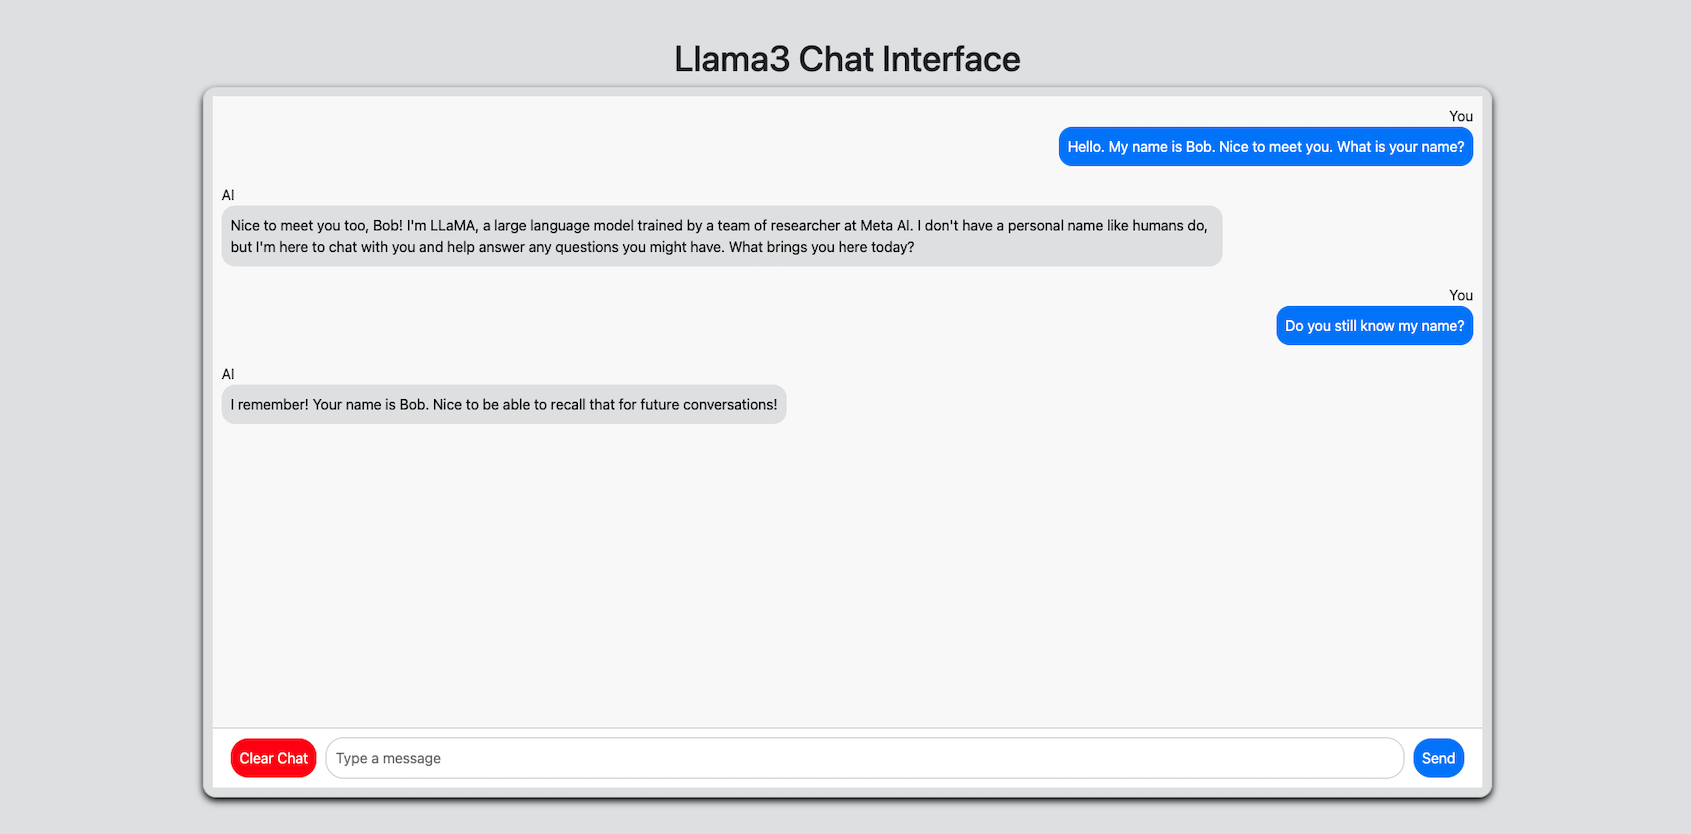 Llama3 Chat Interface
You
Hello. My name is Bob. Nice to meet you. What is your name?
AI
Nice to meet you too, Bob! I'm LLaMA, a large language model trained by a team of researcher at Meta AI. I don't have a personal name like humans do,
but I'm here to chat with you and help answer any questions you might have. What brings you here today?
You
Do you still know my name?
AI
I remember! Your name is Bob. Nice to be able to recall that for future conversations!
Clear Chat
Type a message
Send